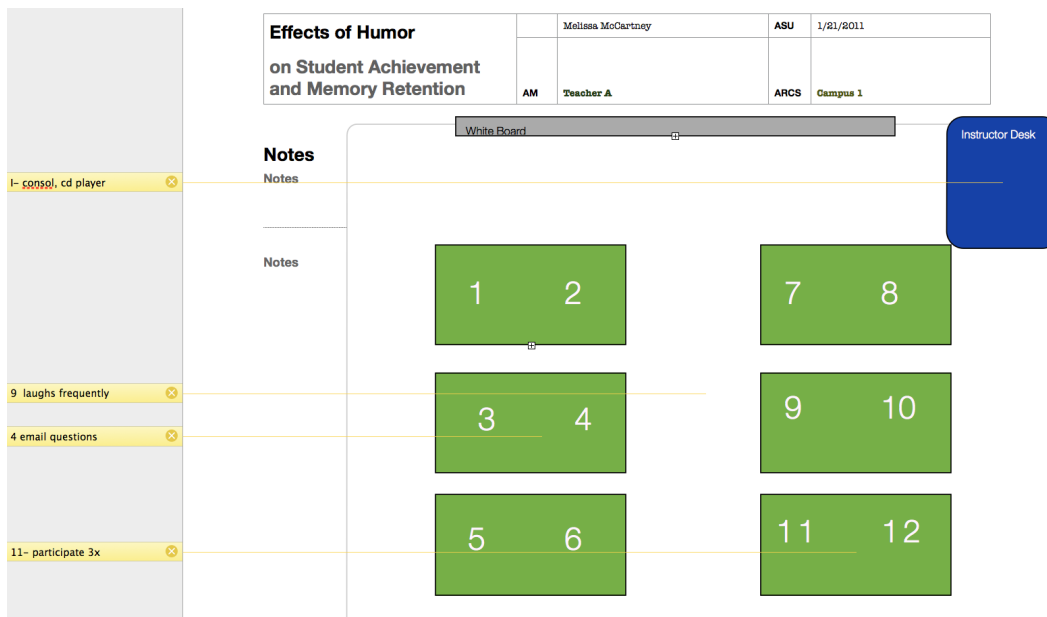 Effects of Humor
on Student Achievement
and Memory Retention
Melissa McCartney
ASU
1/21/2011
AM
Teacher A
ARCS
Campus 1
White Board
Instructor Desk
Notes
Notes
I- consol, cd player
Notes
1 2
7 8
9 laughs frequently
3 4
9 10
4 email questions
5 6
11 12
11- participate 3x